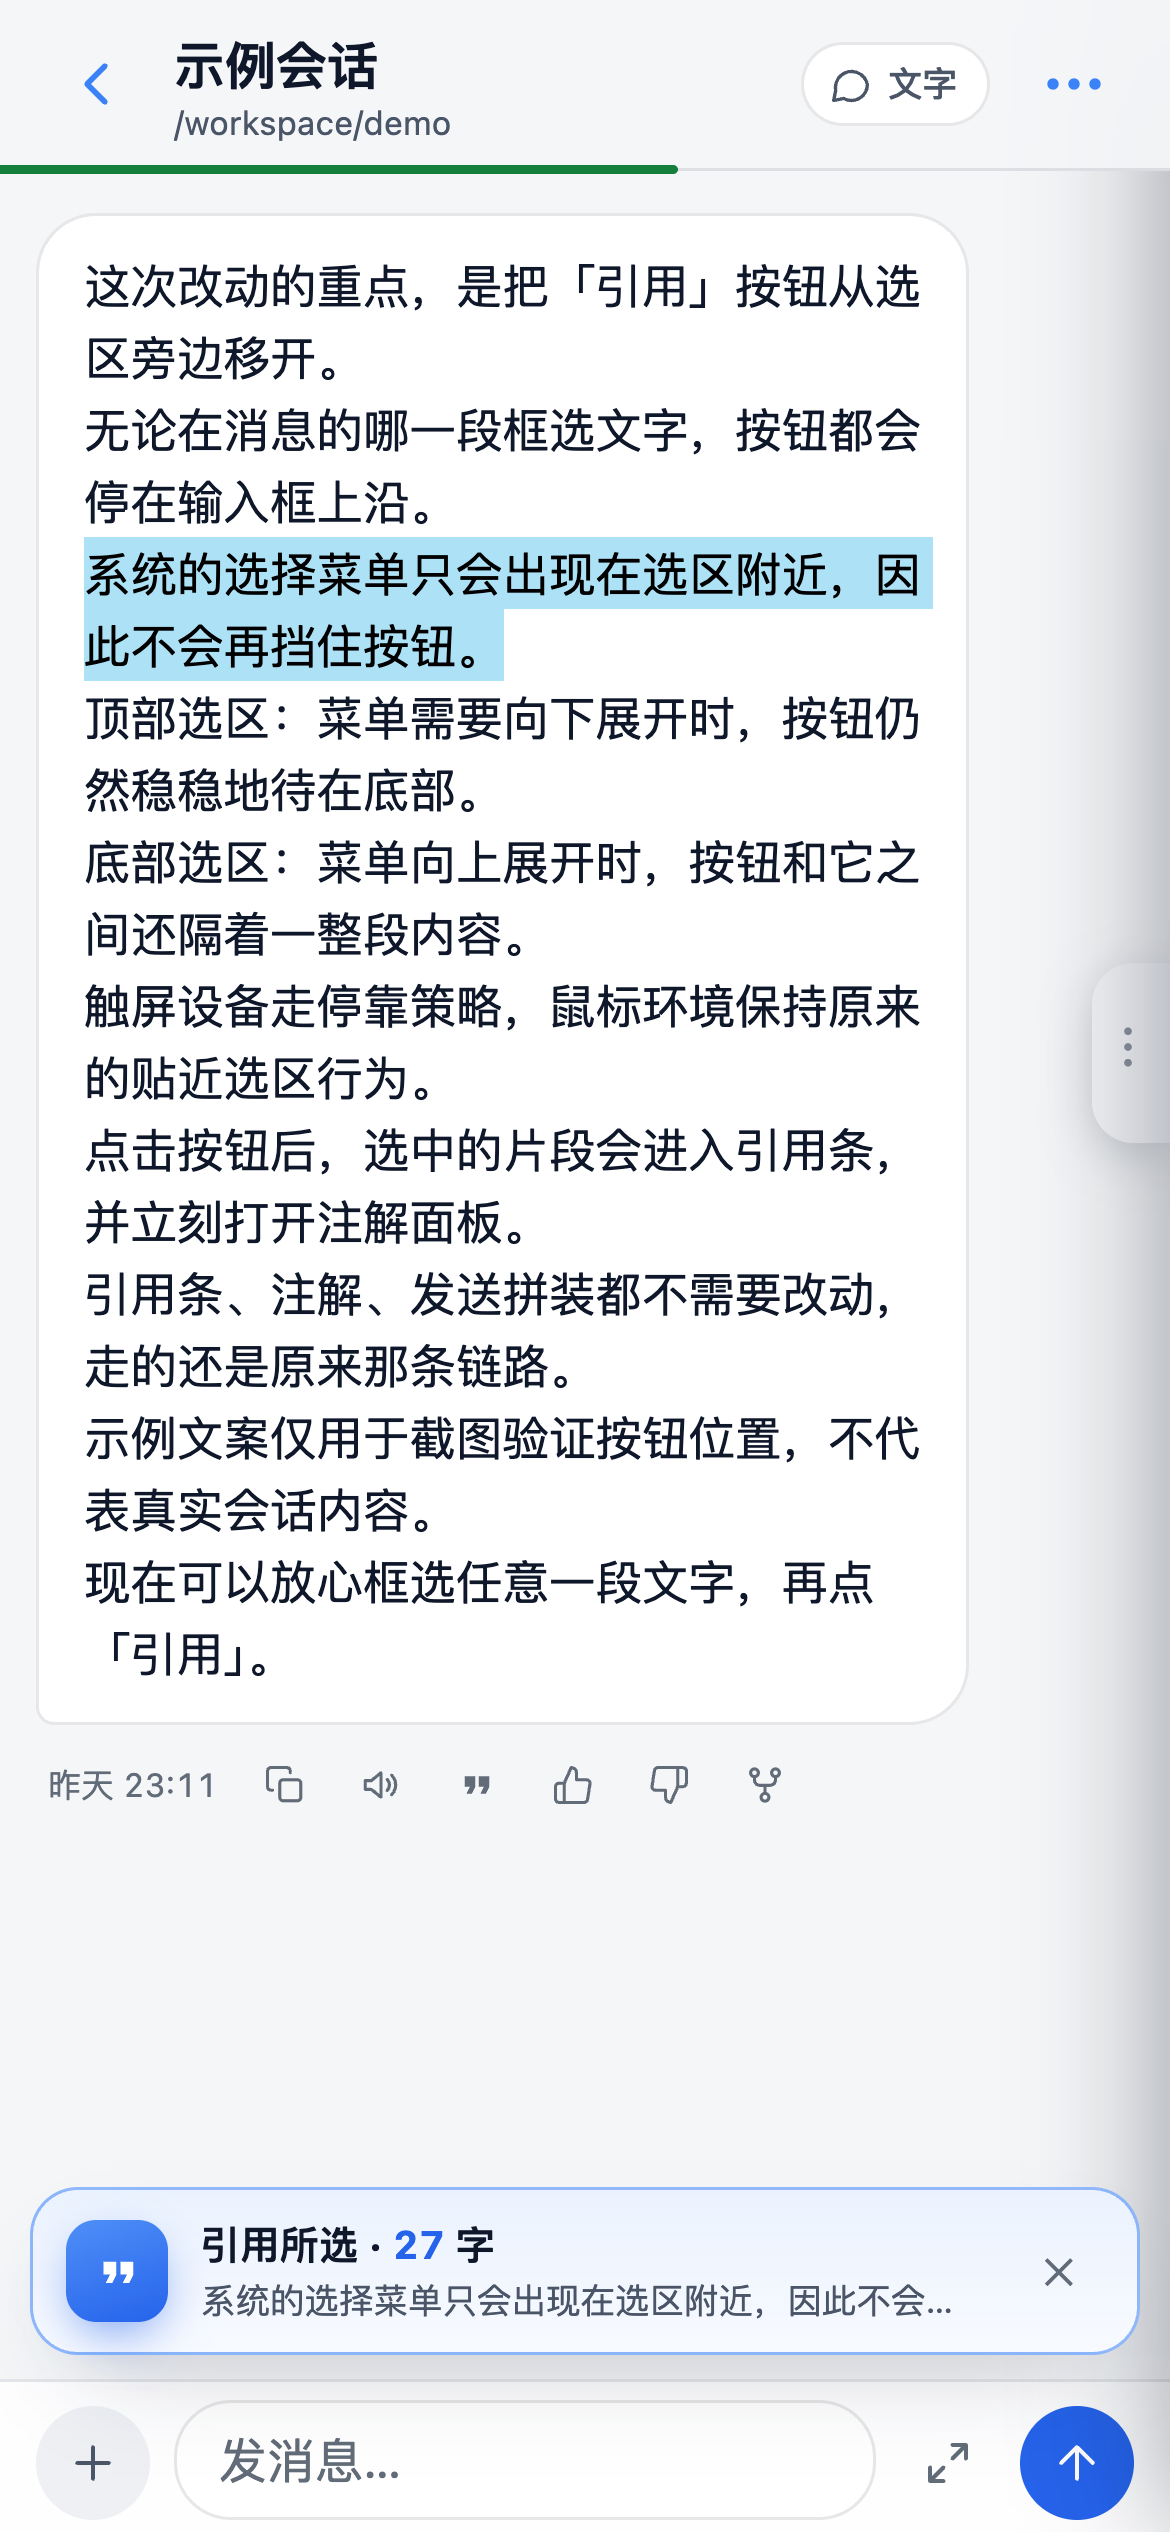 示例会话
/workspace/demo
文字
这次改动的重点，是把「引用」按钮从选
区旁边移开。
无论在消息的哪一段框选文字，按钮都会
停在输入框上沿。
系统的选择菜单只会出现在选区附近，因
此不会再挡住按钮。
顶部选区：菜单需要向下展开时，按钮仍
然稳稳地待在底部。
底部选区：菜单向上展开时，按钮和它之
间还隔着一整段内容。
触屏设备走停靠策略，鼠标环境保持原来
的贴近选区行为。
点击按钮后，选中的片段会进入引用条，
并立刻打开注解面板。
引用条、注解、发送拼装都不需要改动，
走的还是原来那条链路。
示例文案仅用于截图验证按钮位置，不代
表真实会话内容。
现在可以放心框选任意一段文字，再点
「引用」。
昨天 23:11
引用所选 · 27 字
系统的选择菜单只会出现在选区附近，因此不会...
发消息...